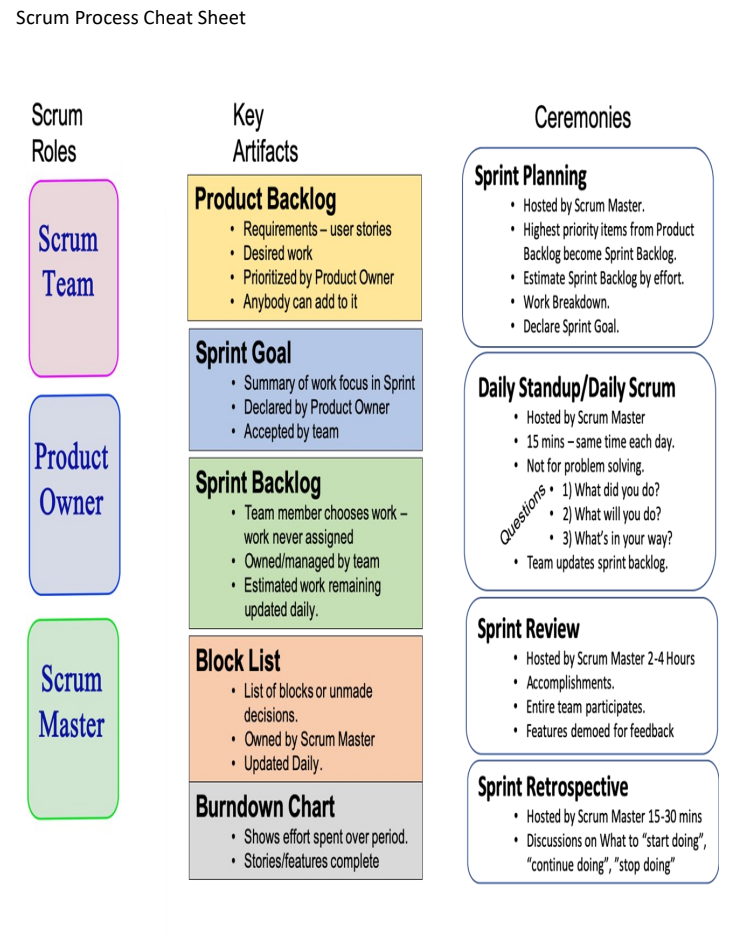 Scrum Process Cheat Sheet
Scrum
Roles
Scrum
Team
Product
Owner
Scrum
Master
Key
Artifacts
Product Backlog
• Requirements – user stories
• Desired work
• Prioritized by Product Owner
• Anybody can add to it
Sprint Goal
• Summary of work focus in Sprint
• Declared by Product Owner
• Accepted by team
Sprint Backlog
• Team member chooses work –
work never assigned
• Owned/managed by team
• Estimated work remaining
updated daily.
Block List
• List of blocks or unmade
decisions.
• Owned by Scrum Master
• Updated Daily.
Burndown Chart
• Shows effort spent over period.
• Stories/features complete
Ceremonies
Sprint Planning
• Hosted by Scrum Master.
• Highest priority items from Product
Backlog become Sprint Backlog.
• Estimate Sprint Backlog by effort.
• Work Breakdown.
• Declare Sprint Goal.
Daily Standup/Daily Scrum
• Hosted by Scrum Master
• 15 mins – same time each day.
• Not for problem solving.
Questions
• 1) What did you do?
• 2) What will you do?
• 3) What's in your way?
• Team updates sprint backlog.
Sprint Review
• Hosted by Scrum Master 2-4 Hours
• Accomplishments.
• Entire team participates.
• Features demoed for feedback
Sprint Retrospective
• Hosted by Scrum Master 15-30 mins
• Discussions on What to “start doing”,
“continue doing”, "stop doing"